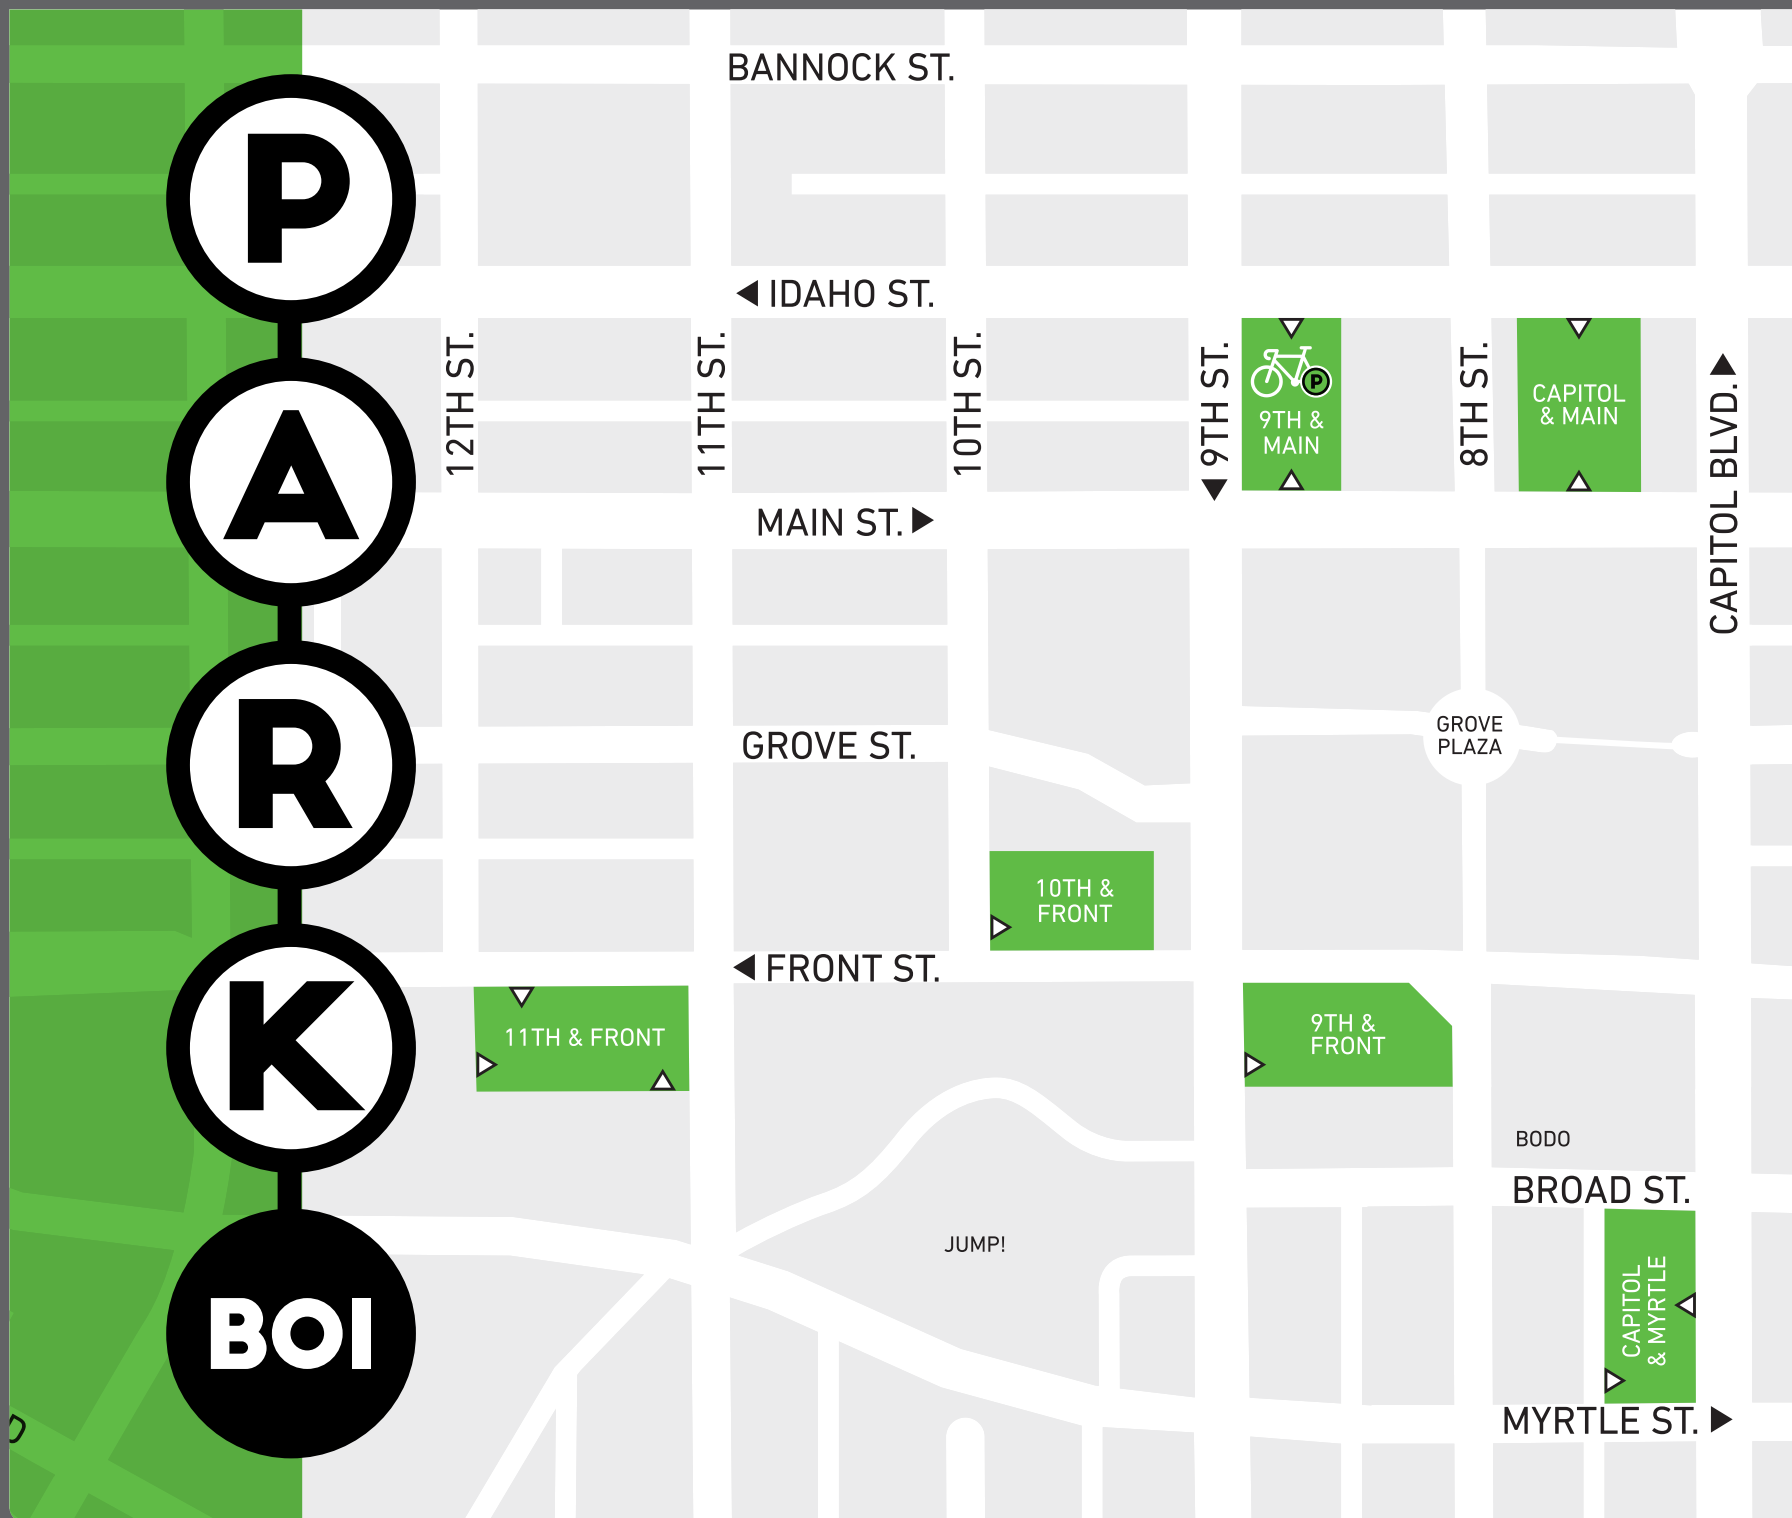 P
A
R
K
BOI
BANNOCK ST.
IDAHO ST.
12TH ST.
11TH ST.
10TH ST.
9TH ST.
8TH ST.
CAPITOL BLVD.
P
9TH &
MAIN
CAPITOL
& MAIN
MAIN ST.
GROVE ST.
GROVE
PLAZA
10TH &
FRONT
FRONT ST.
11TH & FRONT
9TH &
FRONT
BODO
BROAD ST.
JUMP!
CAPITOL
& MYRTLE
MYRTLE ST.